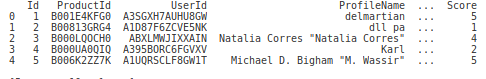 Id ProductId UserId ProfileName ... Score
0 1 B001E4KFG0 A3SGXH7AUHU8GW delmartian ... 5
1 2 B00813GRG4 A1D87F6ZCVE5NK dll pa ... 1
2 3 B000LQOCH0 ABXLMWJIXXAIN Natalia Corres "Natalia Corres" ... 4
3 4 B000UA0QIQ A395BORC6FGVXV Karl ... 2
4 5 B006K2ZZ7K A1UQRSCLF8GW1T Michael D. Bigham "M. Wassir" ... 5